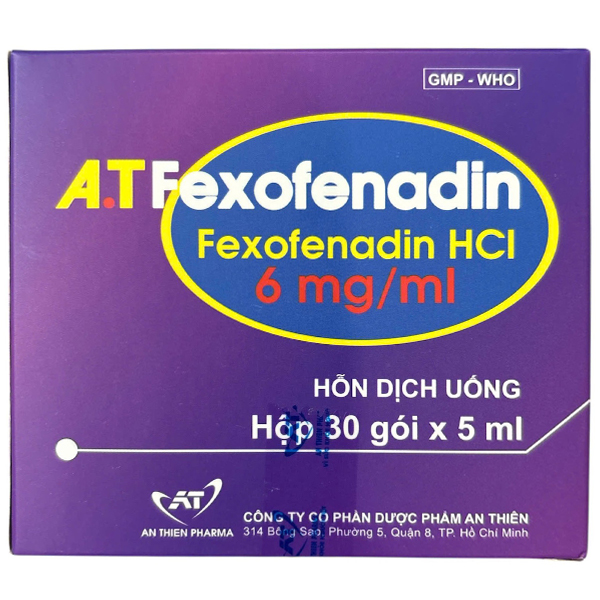 GMP - WHO
A.T Fexofenadin
Fexofenadin HCl
6 mg/ml
HỖN DỊCH UỐNG
Hộp 30 gói x 5 ml
AT
AN THIEN PHARMA
CÔNG TY CỔ PHẦN DƯỢC PHẨM AN THIÊN
314 Bông Sao, Phường 5, Quận 8, TP. Hồ Chí Minh